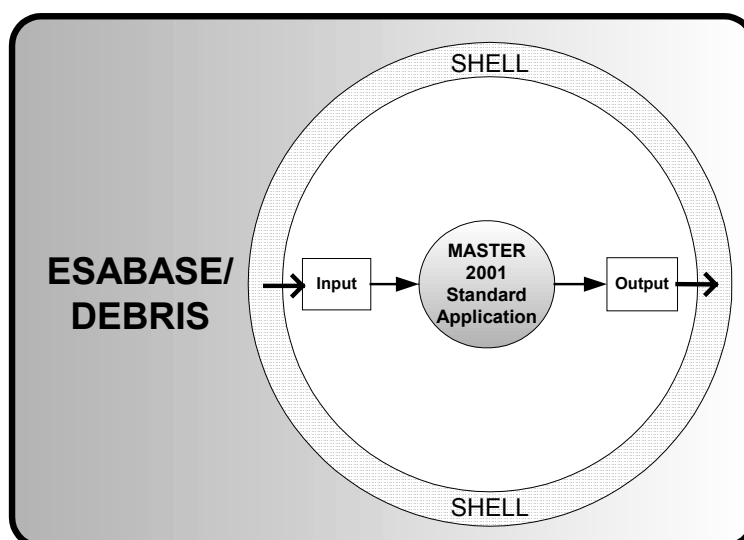 SHELL
ESABASE/
DEBRIS
Input
MASTER
2001
Standard
Application
Output
SHELL